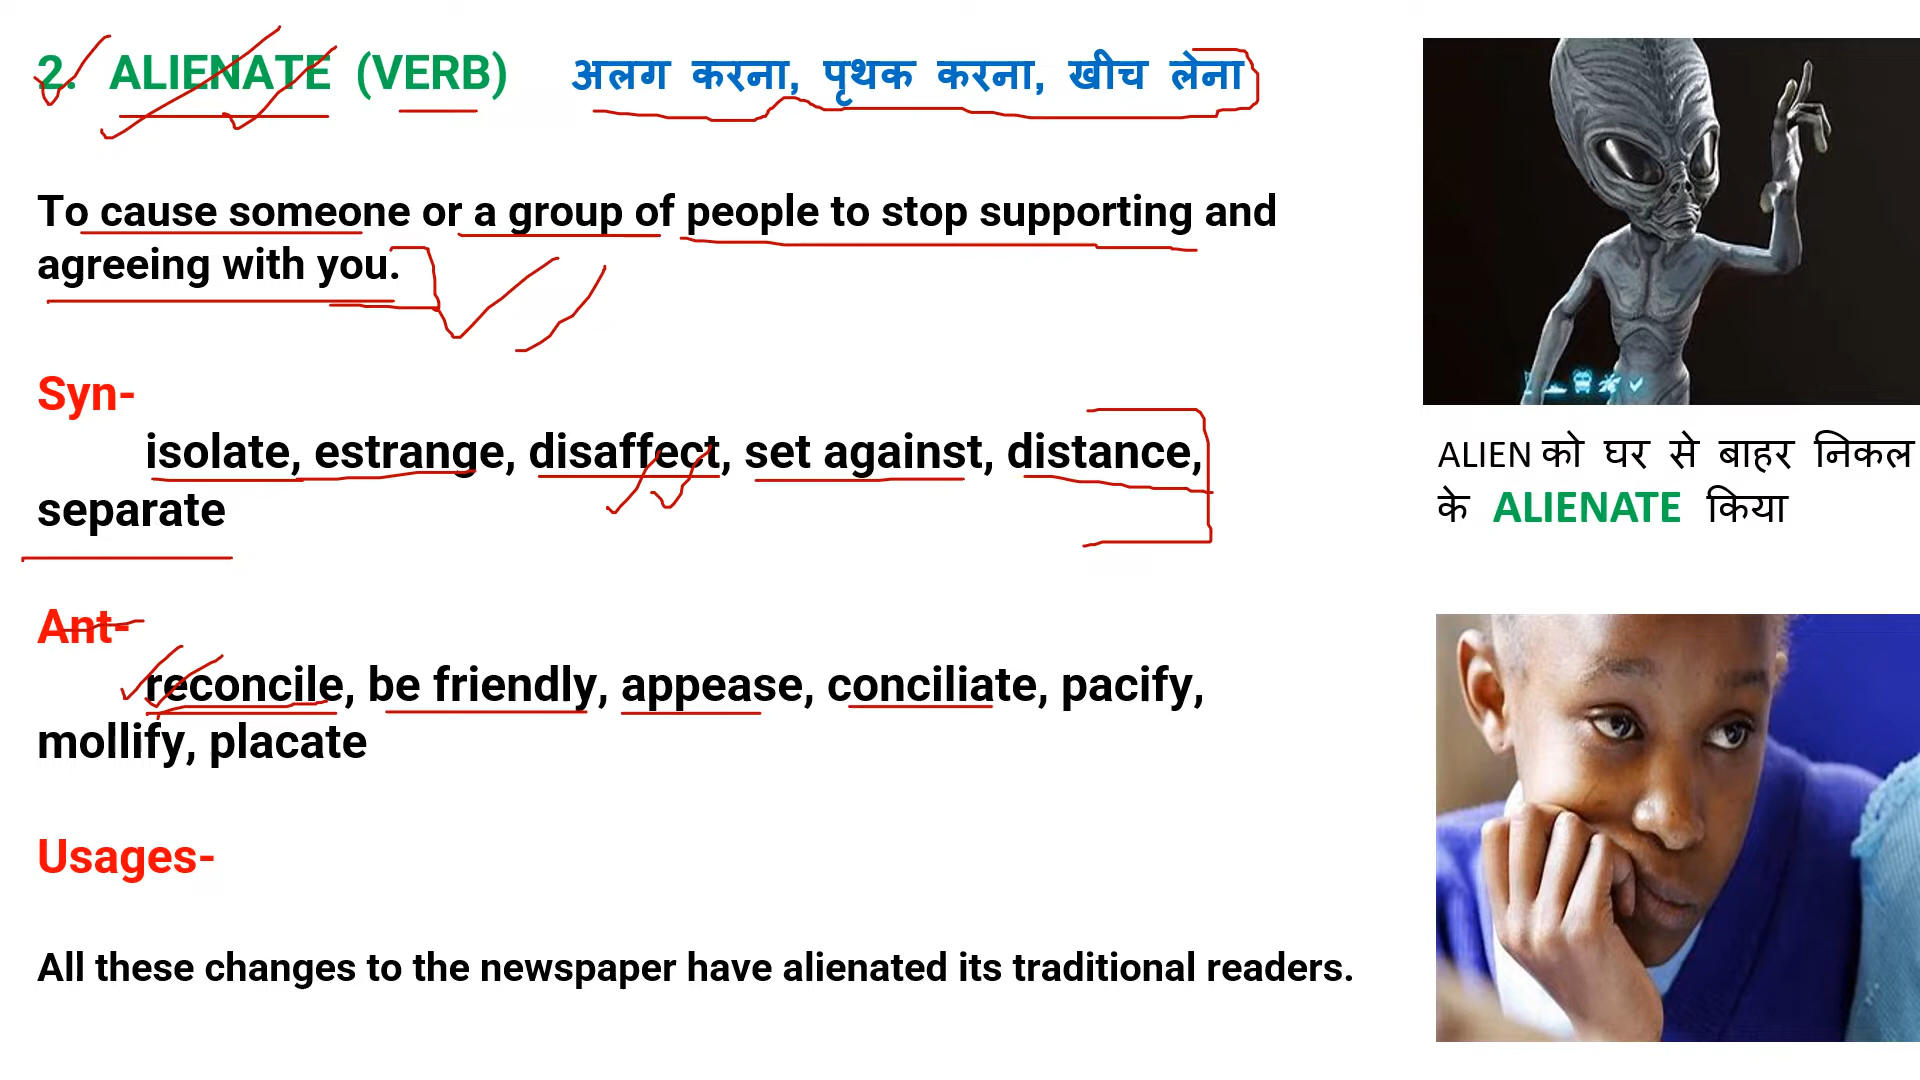 2. ALIENATE (VERB) अलग करना, पृथक करना, खीच लेना
To cause someone or a group of people to stop supporting and
agreeing with you.
Syn-
isolate, estrange, disaffect, set against, distance,
separate
Ant-
reconcile, be friendly, appease, conciliate, pacify,
mollify, placate
Usages-
All these changes to the newspaper have alienated its traditional readers.
ALIEN को घर से बाहर निकल
के ALIENATE किया